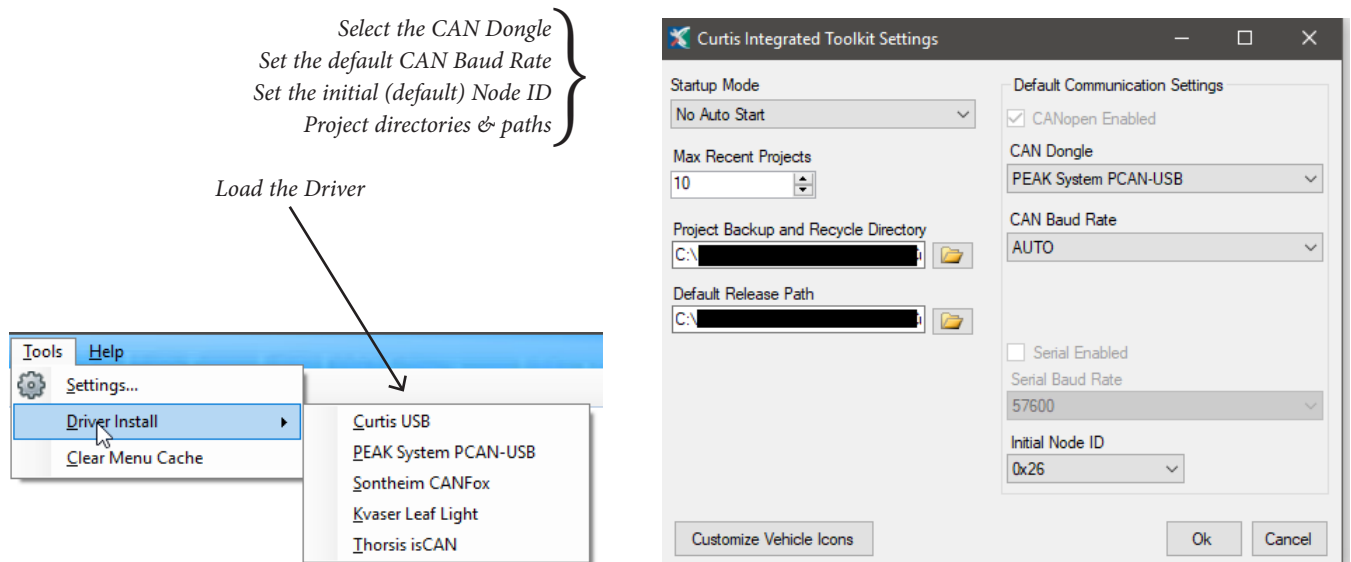 Select the CAN Dongle
Set the default CAN Baud Rate
Set the initial (default) Node ID
Project directories & paths
Load the Driver
Tools Help
Settings...
Driver Install
Clear Menu Cache
Curtis USB
PEAK System PCAN-USB
Sontheim CANFox
Kvaser Leaf Light
Thorsis isCAN
Curtis Integrated Toolkit Settings
Startup Mode
No Auto Start
Max Recent Projects
10
Project Backup and Recycle Directory
C:\
Default Release Path
C:\
Customize Vehicle Icons
Default Communication Settings
CANopen Enabled
CAN Dongle
PEAK System PCAN-USB
CAN Baud Rate
AUTO
Serial Enabled
Serial Baud Rate
57600
Initial Node ID
0x26
Ok Cancel